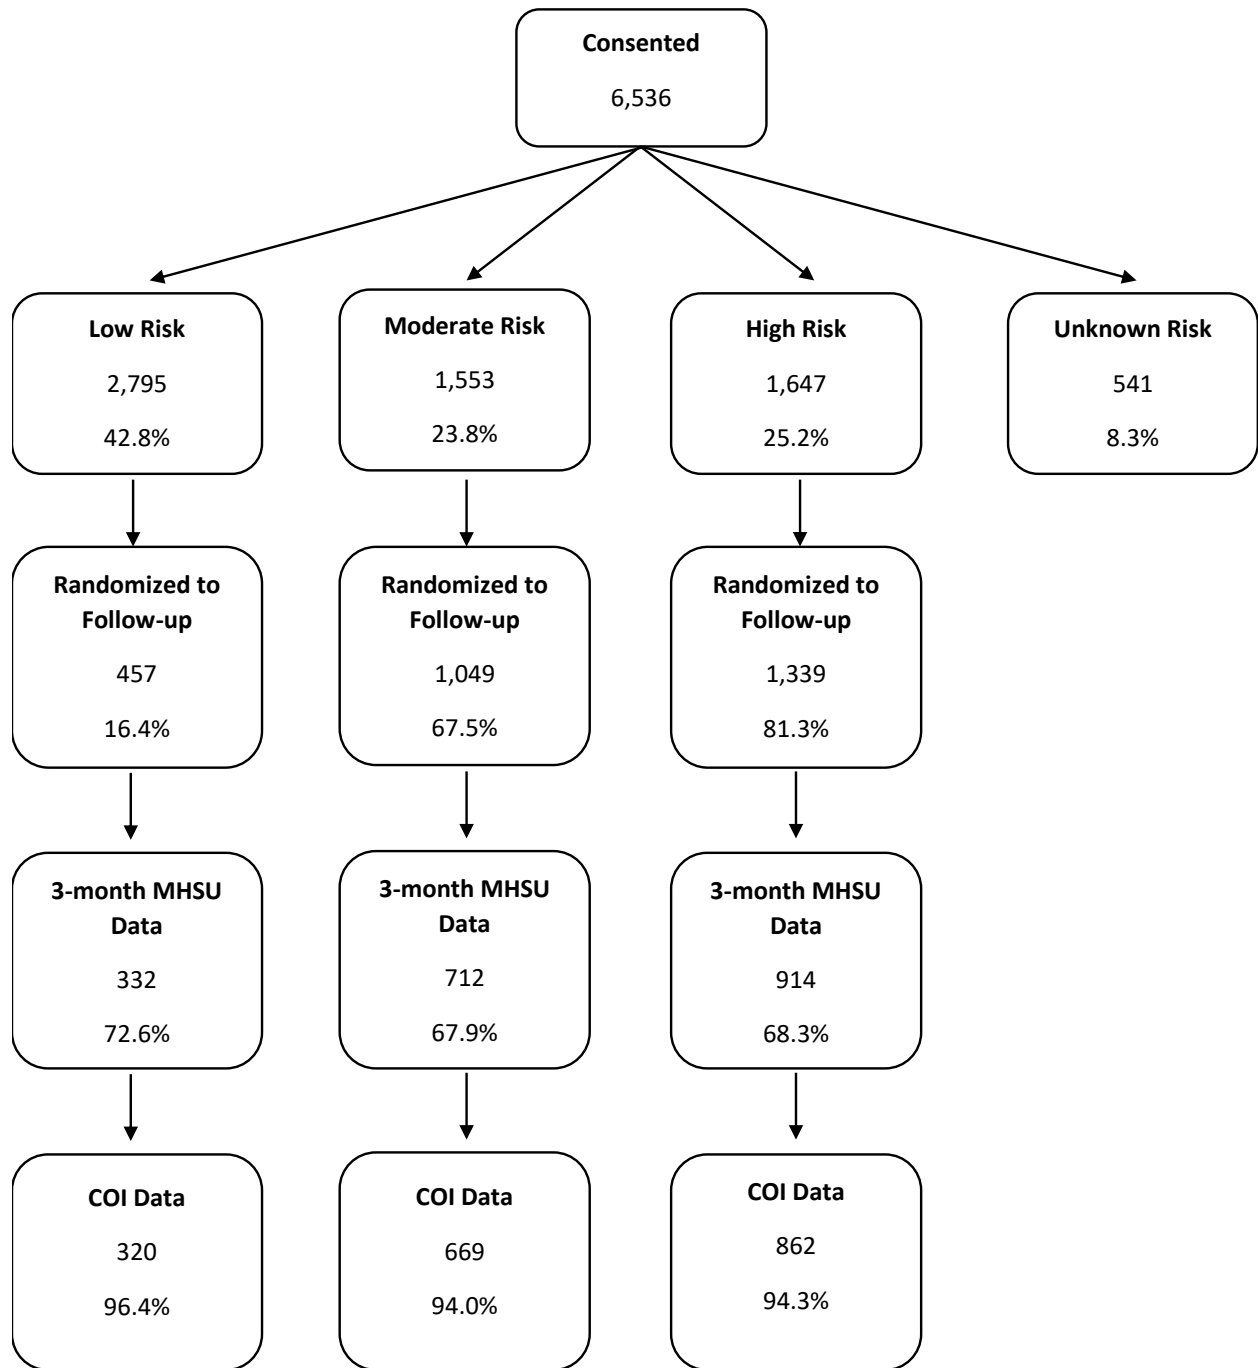 Consented
6,536
Low Risk
2,795
42.8%
Moderate Risk
1,553
23.8%
High Risk
1,647
25.2%
Unknown Risk
541
8.3%
Randomized to
Follow-up
457
16.4%
Randomized to
Follow-up
1,049
67.5%
Randomized to
Follow-up
1,339
81.3%
3-month MHSU
Data
332
72.6%
3-month MHSU
Data
712
67.9%
3-month MHSU
Data
914
68.3%
COI Data
320
96.4%
COI Data
669
94.0%
COI Data
862
94.3%